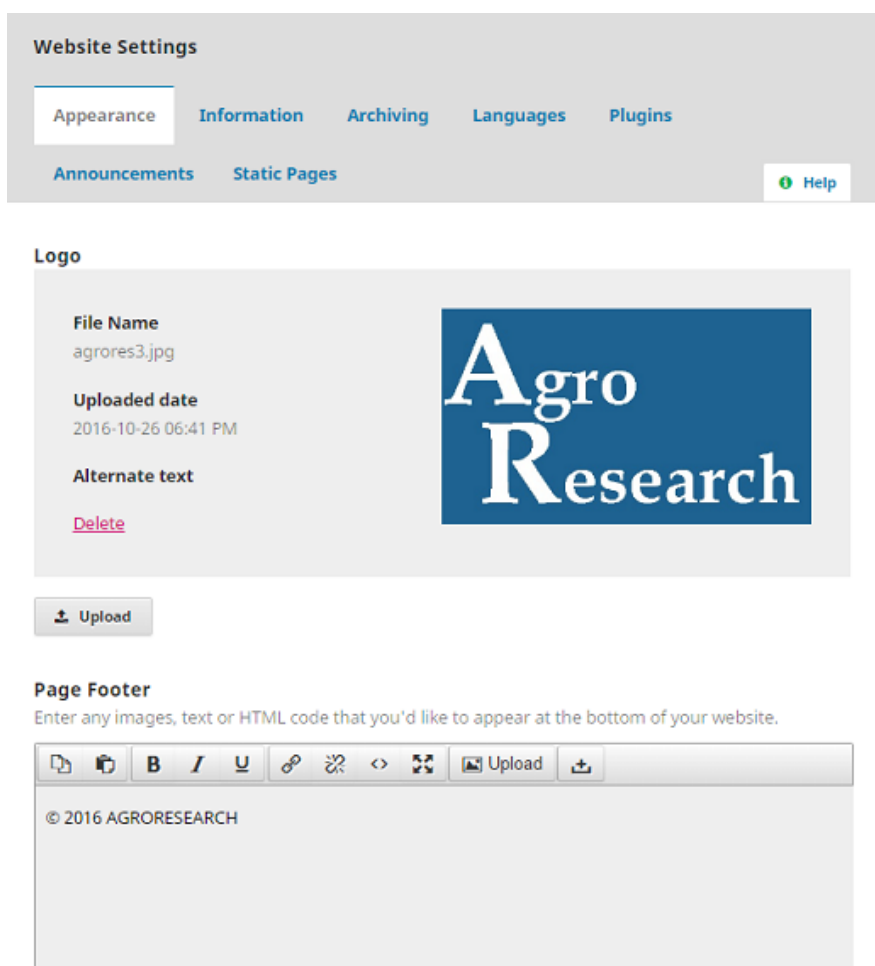 Website Settings
Appearance Information Archiving Languages Plugins
Announcements Static Pages
Help
Logo
File Name
agrores3.jpg
Uploaded date
2016-10-26 06:41 PM
Alternate text
Delete
Agro
Research
Upload
Page Footer
Enter any images, text or HTML code that you'd like to appear at the bottom of your website.
B I U <> Upload
© 2016 AGRORESEARCH